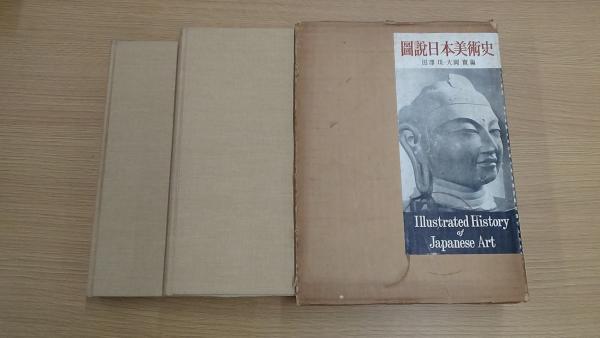 圖說日本美術史
田澤 坦・大岡 實編
Illustrated History
of
Japanese Art